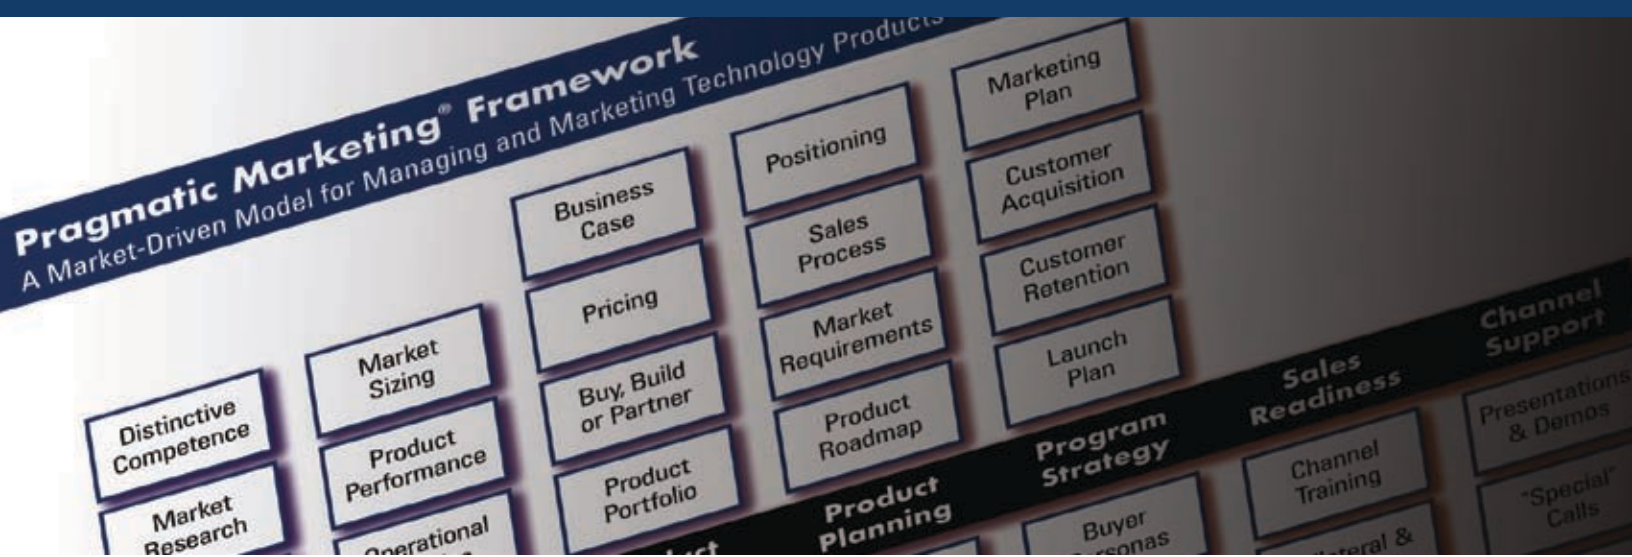 Pragmatic Marketing® Framework
A Market-Driven Model for Managing and Marketing Technology Products
Distinctive
Competence
Market
Research
Market
Sizing
Product
Performance
Operational
Business
Case
Pricing
Buy, Build
or Partner
Product
Portfolio
Positioning
Sales
Process
Market
Requirements
Product
Roadmap
Marketing
Plan
Customer
Acquisition
Customer
Retention
Launch
Plan
Product
Planning
Program
Strategy
Sales
Readiness
Channel
Support
Buyer
Channel
Training
Presentations
& Demos
"Special"
Calls